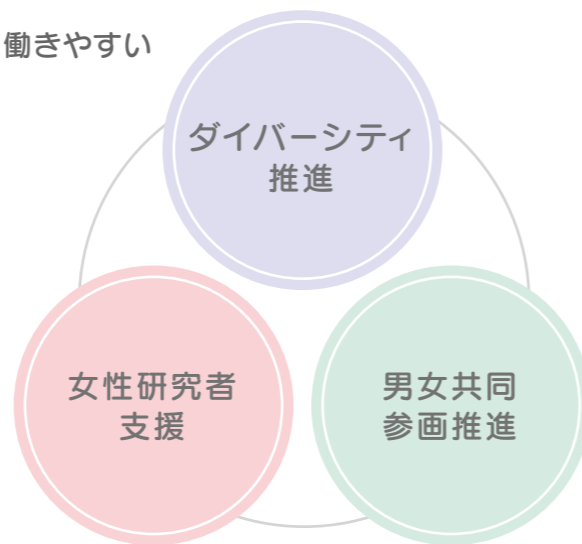 働きやすい
ダイバーシティ
推進
女性研究者
支援
男女共同
参画推進